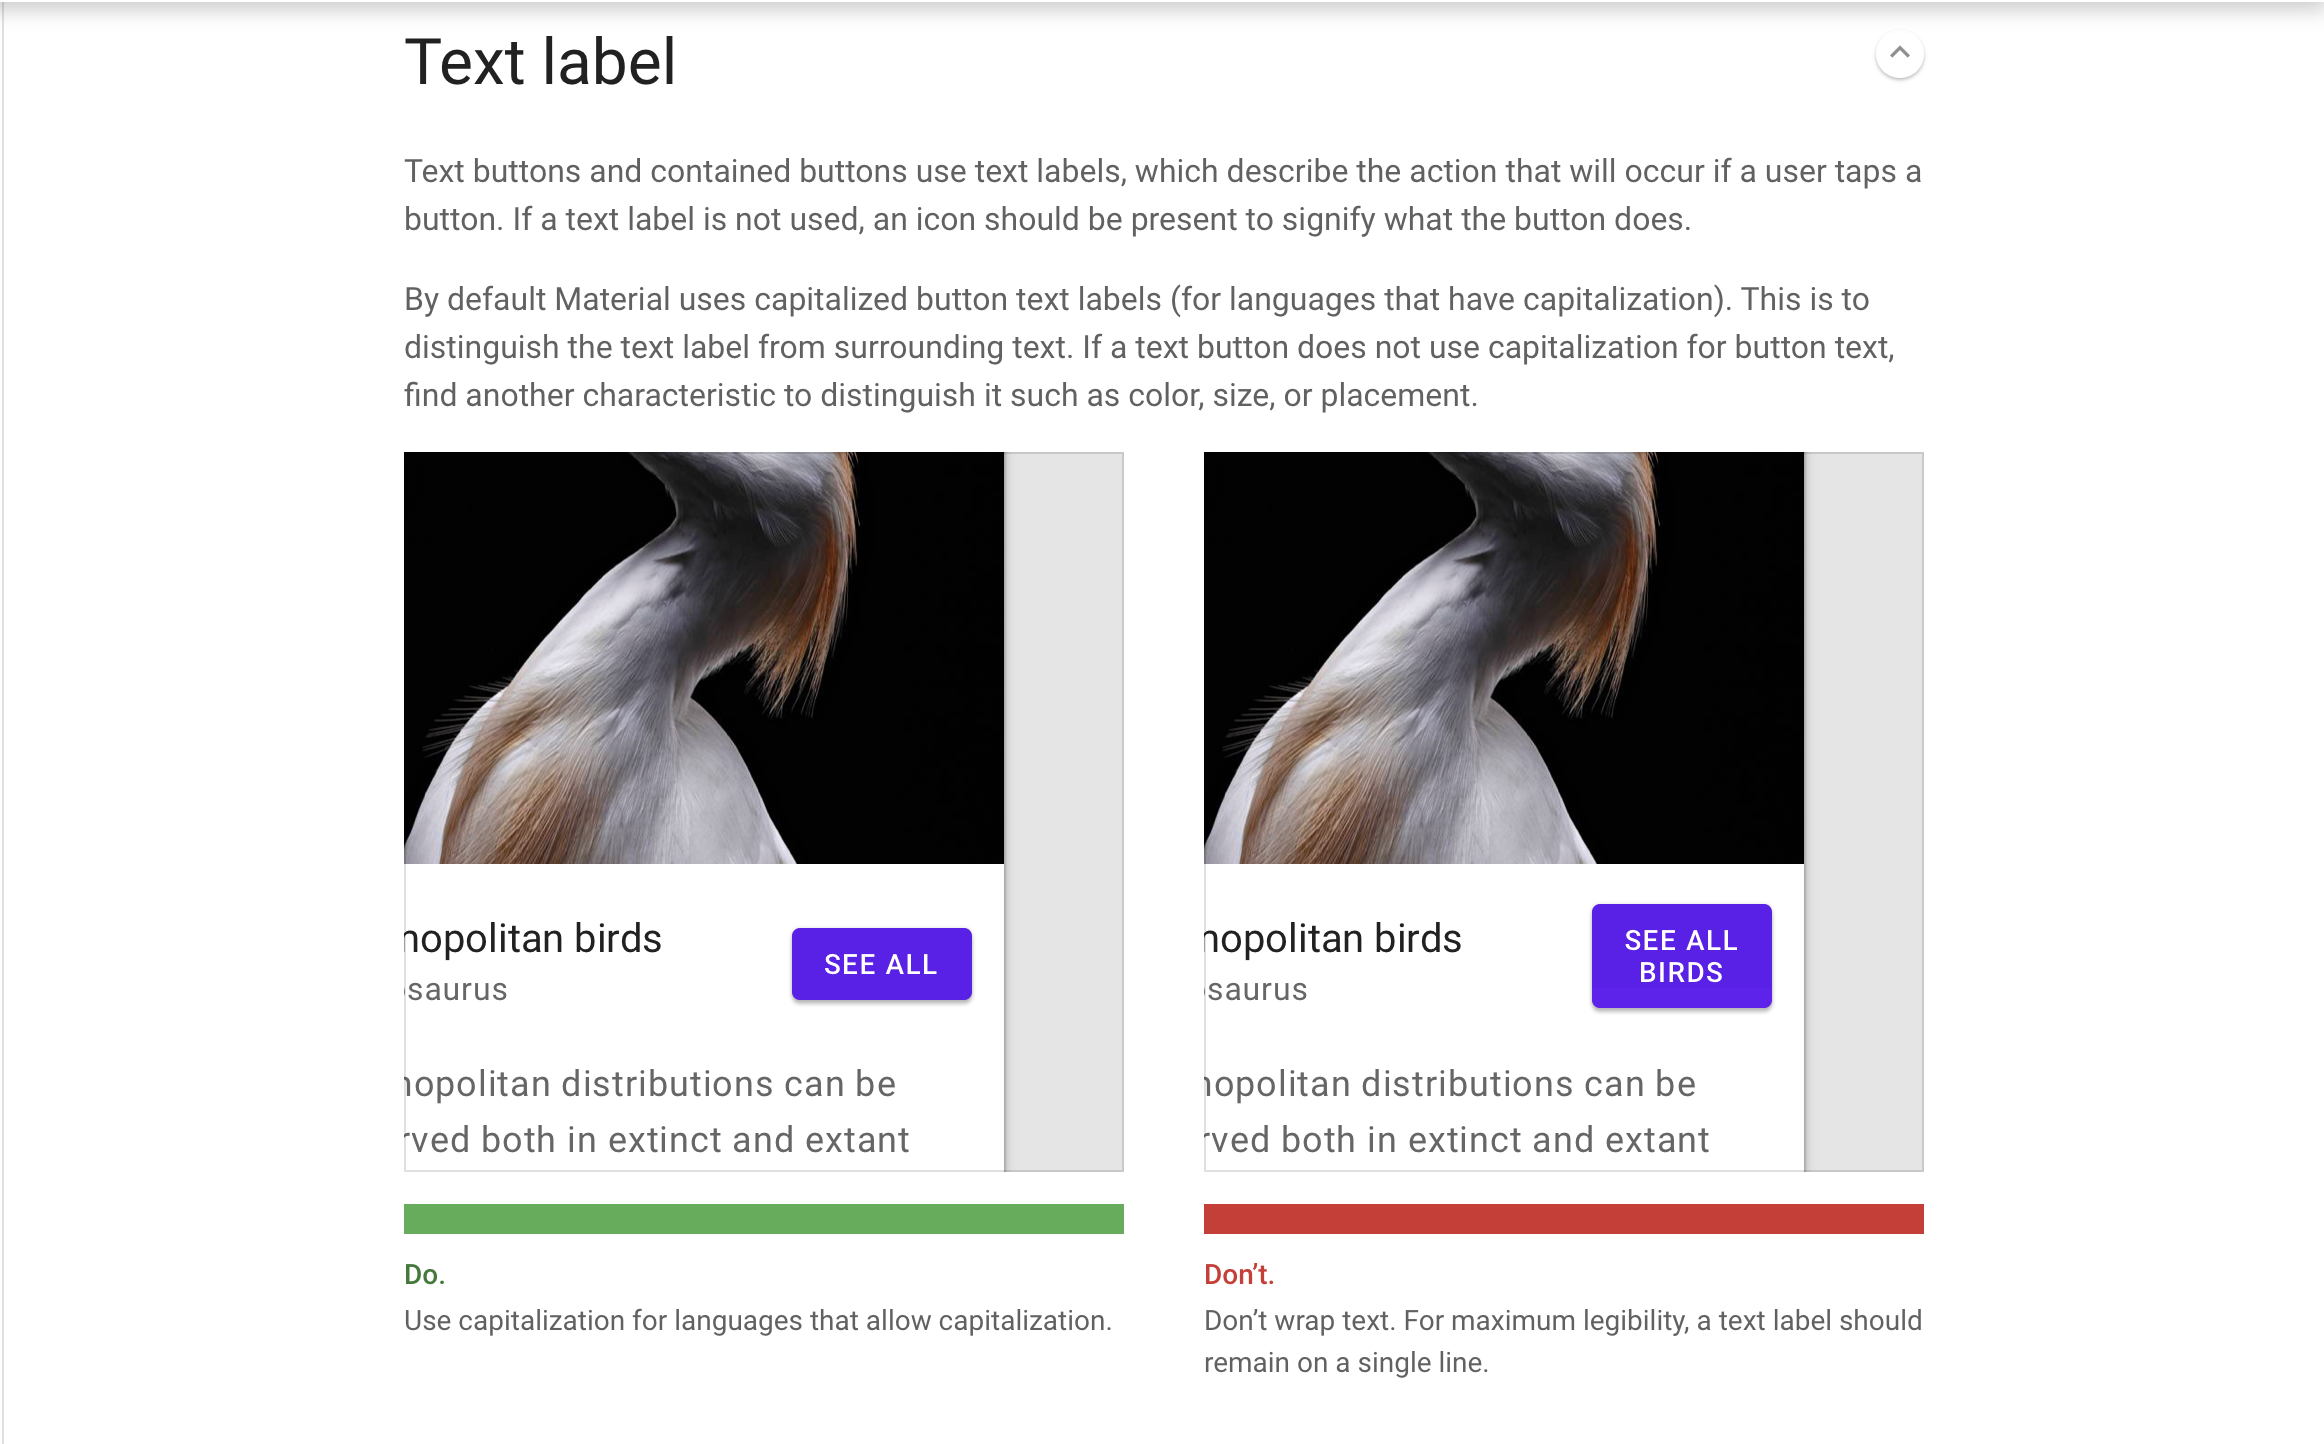 Text label
Text buttons and contained buttons use text labels, which describe the action that will occur if a user taps a
button. If a text label is not used, an icon should be present to signify what the button does.
By default Material uses capitalized button text labels (for languages that have capitalization). This is to
distinguish the text label from surrounding text. If a text button does not use capitalization for button text,
find another characteristic to distinguish it such as color, size, or placement.
nopolitan birds
SEE ALL
osaurus
nopolitan distributions can be
rved both in extinct and extant
nopolitan birds
SEE ALL
BIRDS
osaurus
nopolitan distributions can be
rved both in extinct and extant
Do.
Use capitalization for languages that allow capitalization.
Don’t.
Don’t wrap text. For maximum legibility, a text label should
remain on a single line.